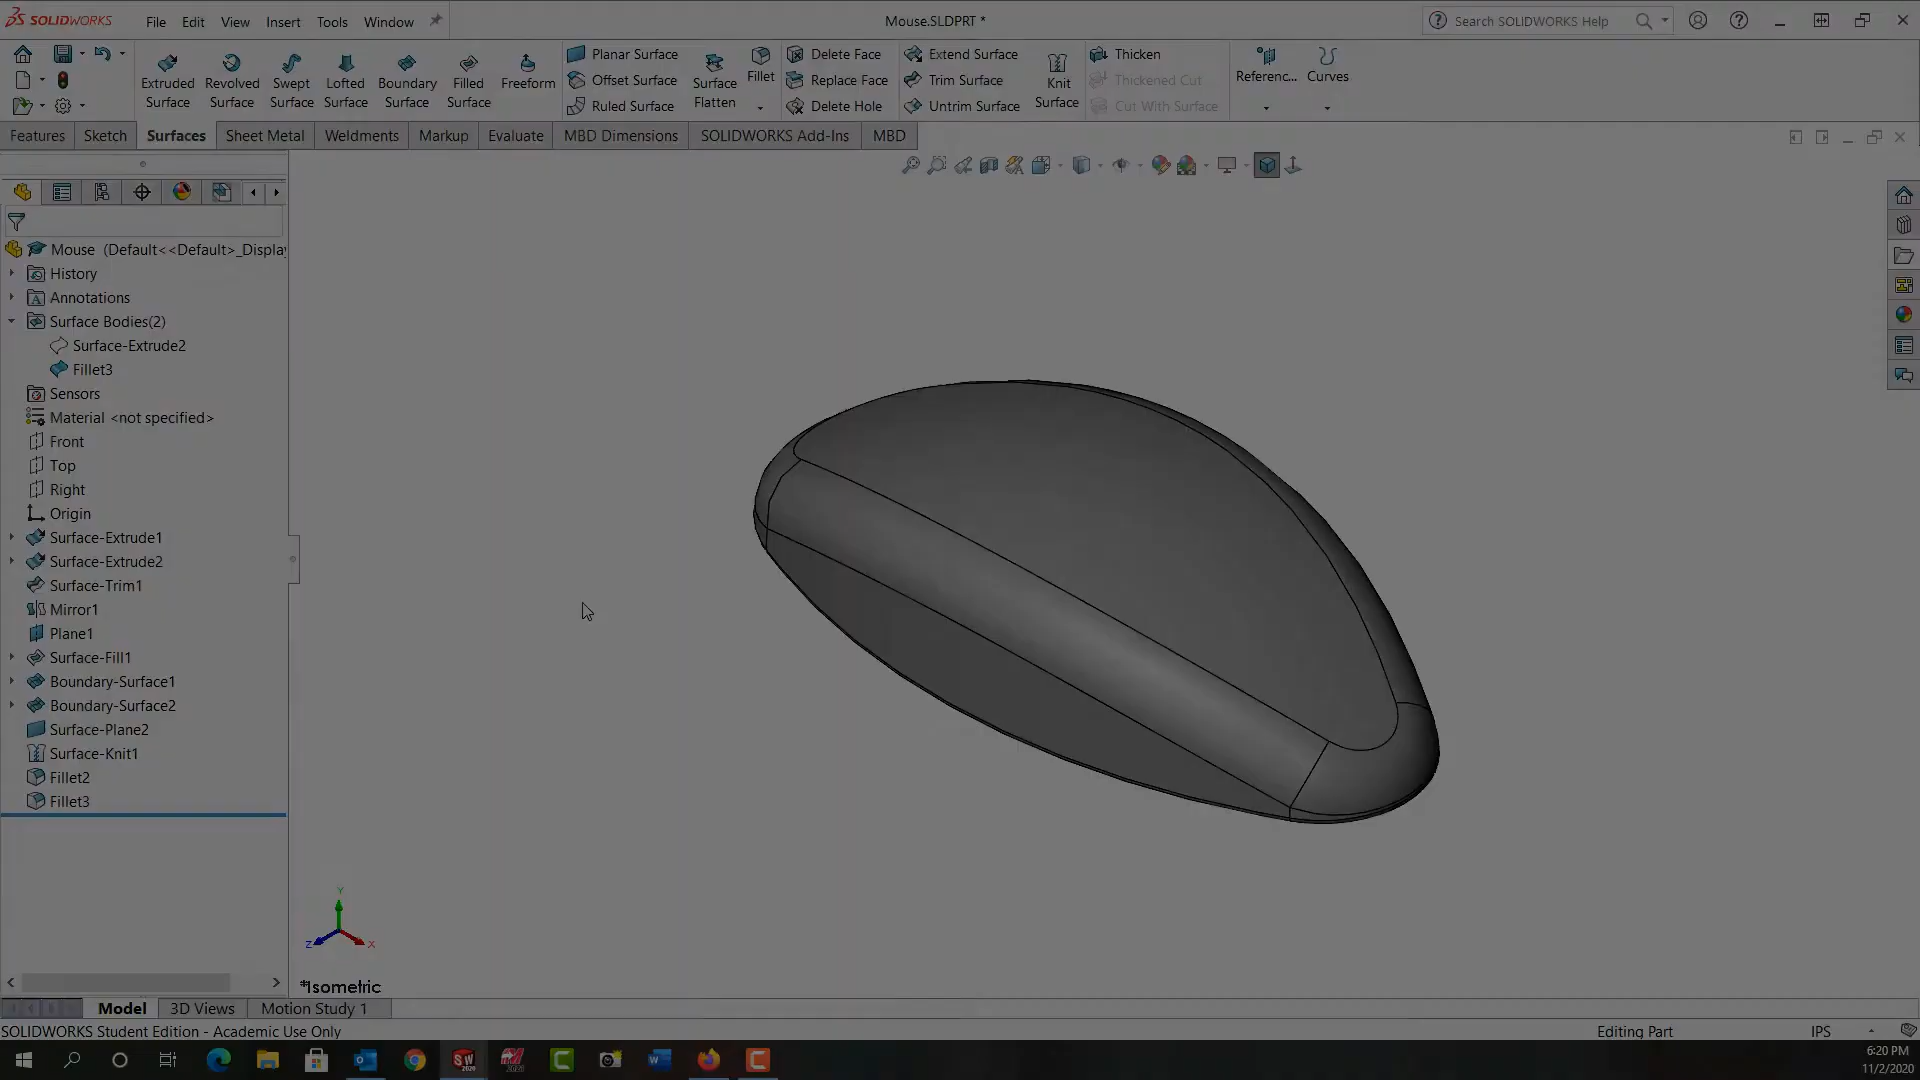 SOLIDWORKS
File Edit View Insert Tools Window
Mouse.SLDPRT *
Search SOLIDWORKS Help
Extruded Surface
Revolved Surface
Swept Surface
Lofted Surface
Boundary Surface
Filled Surface
Freeform
Planar Surface
Offset Surface
Ruled Surface
Surface Flatten
Fillet
Delete Face
Replace Face
Delete Hole
Extend Surface
Trim Surface
Untrim Surface
Knit Surface
Thicken
Thickened Cut
Cut With Surface
Referenc...
Curves
Features Sketch Surfaces Sheet Metal Weldments Markup Evaluate MBD Dimensions SOLIDWORKS Add-Ins MBD
Mouse (Default<<Default>_Displa
History
Annotations
Surface Bodies(2)
Surface-Extrude2
Fillet3
Sensors
Material <not specified>
Front
Top
Right
Origin
Surface-Extrude1
Surface-Extrude2
Surface-Trim1
Mirror1
Plane1
Surface-Fill1
Boundary-Surface1
Boundary-Surface2
Surface-Plane2
Surface-Knit1
Fillet2
Fillet3
Y
Z
X
*Isometric
Model 3D Views Motion Study 1
SOLIDWORKS Student Edition - Academic Use Only
Editing Part
IPS
6:20 PM
11/2/2020